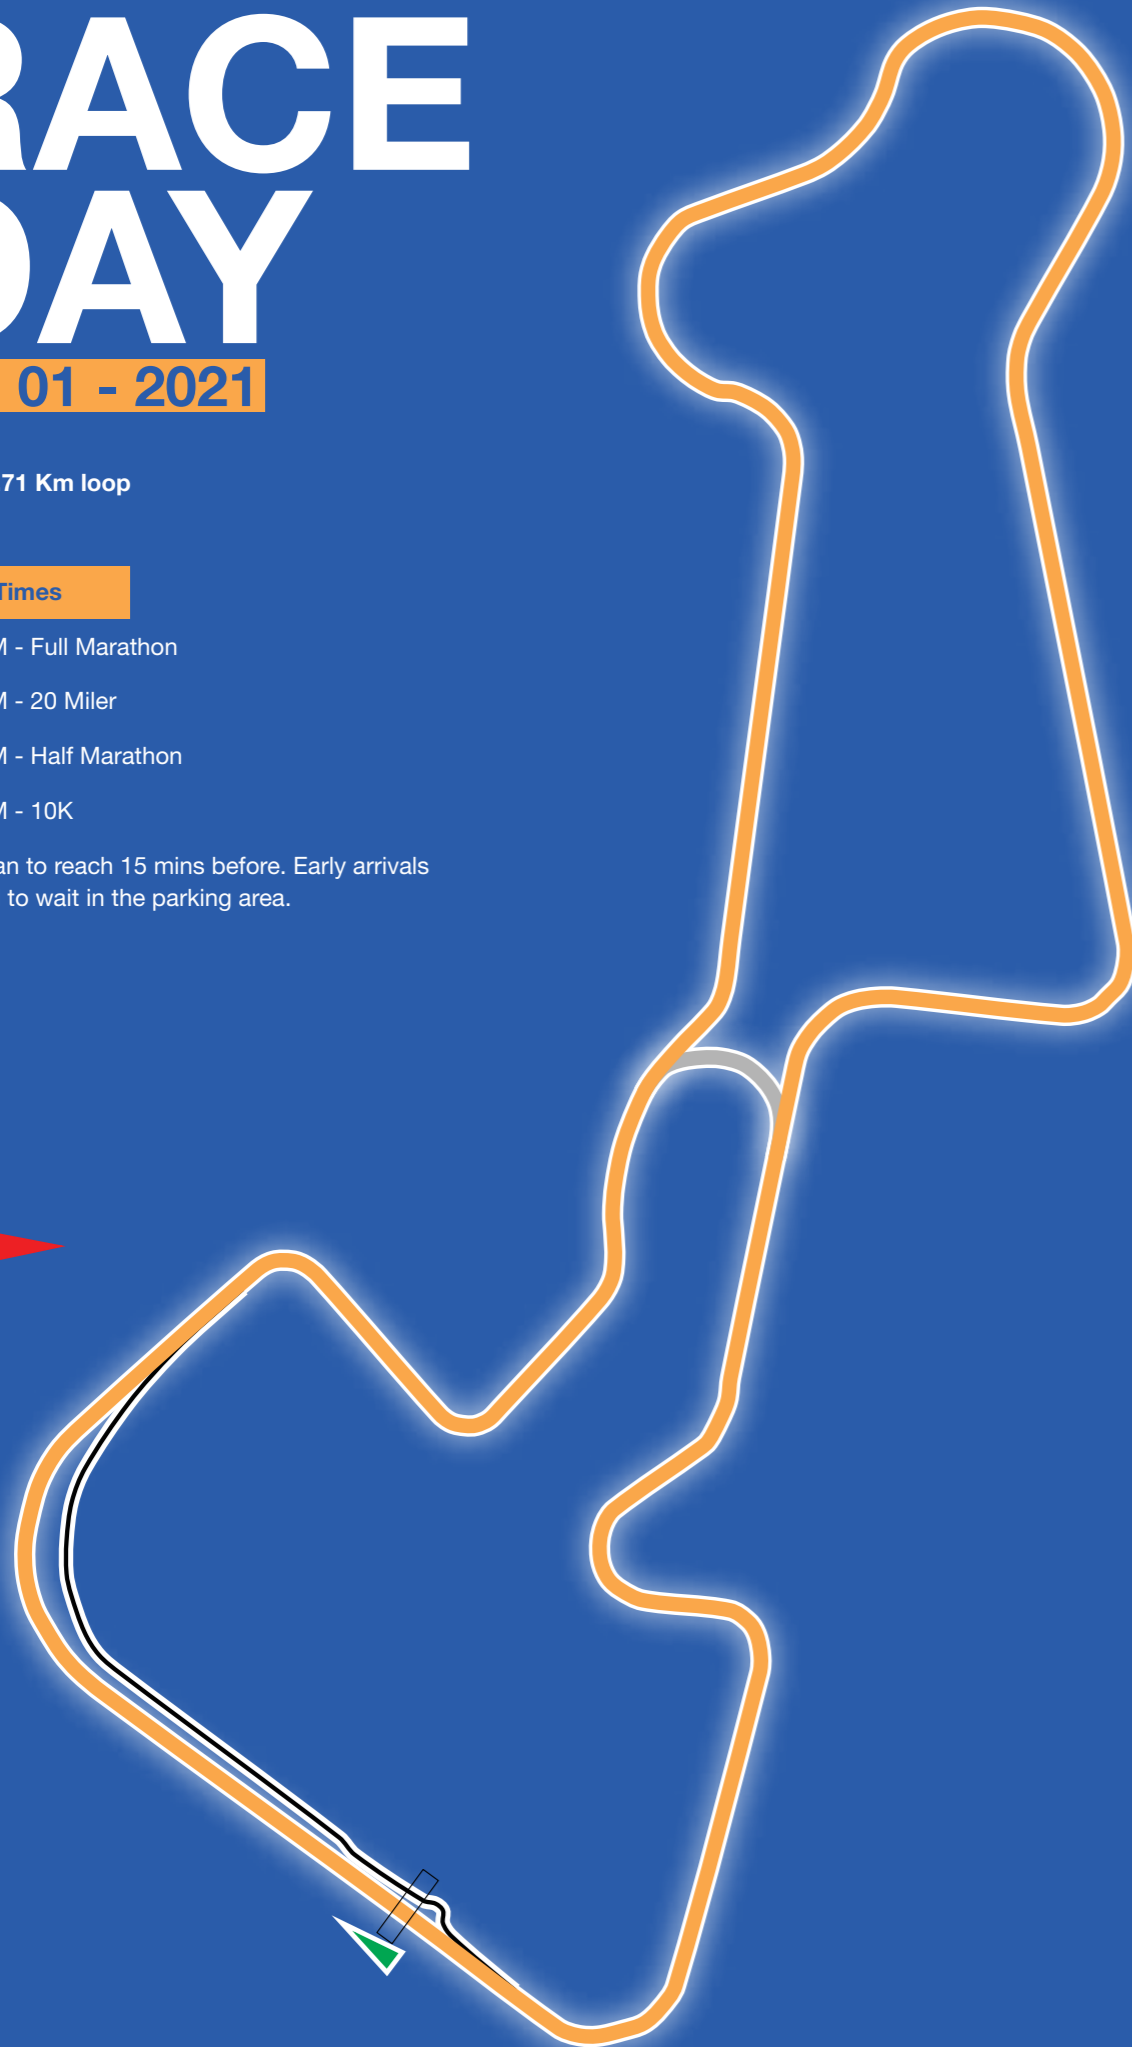 RACE
DAY
01 - 2021
71 Km loop
Times
M - Full Marathon
M - 20 Miler
M - Half Marathon
M - 10K
an to reach 15 mins before. Early arrivals
to wait in the parking area.